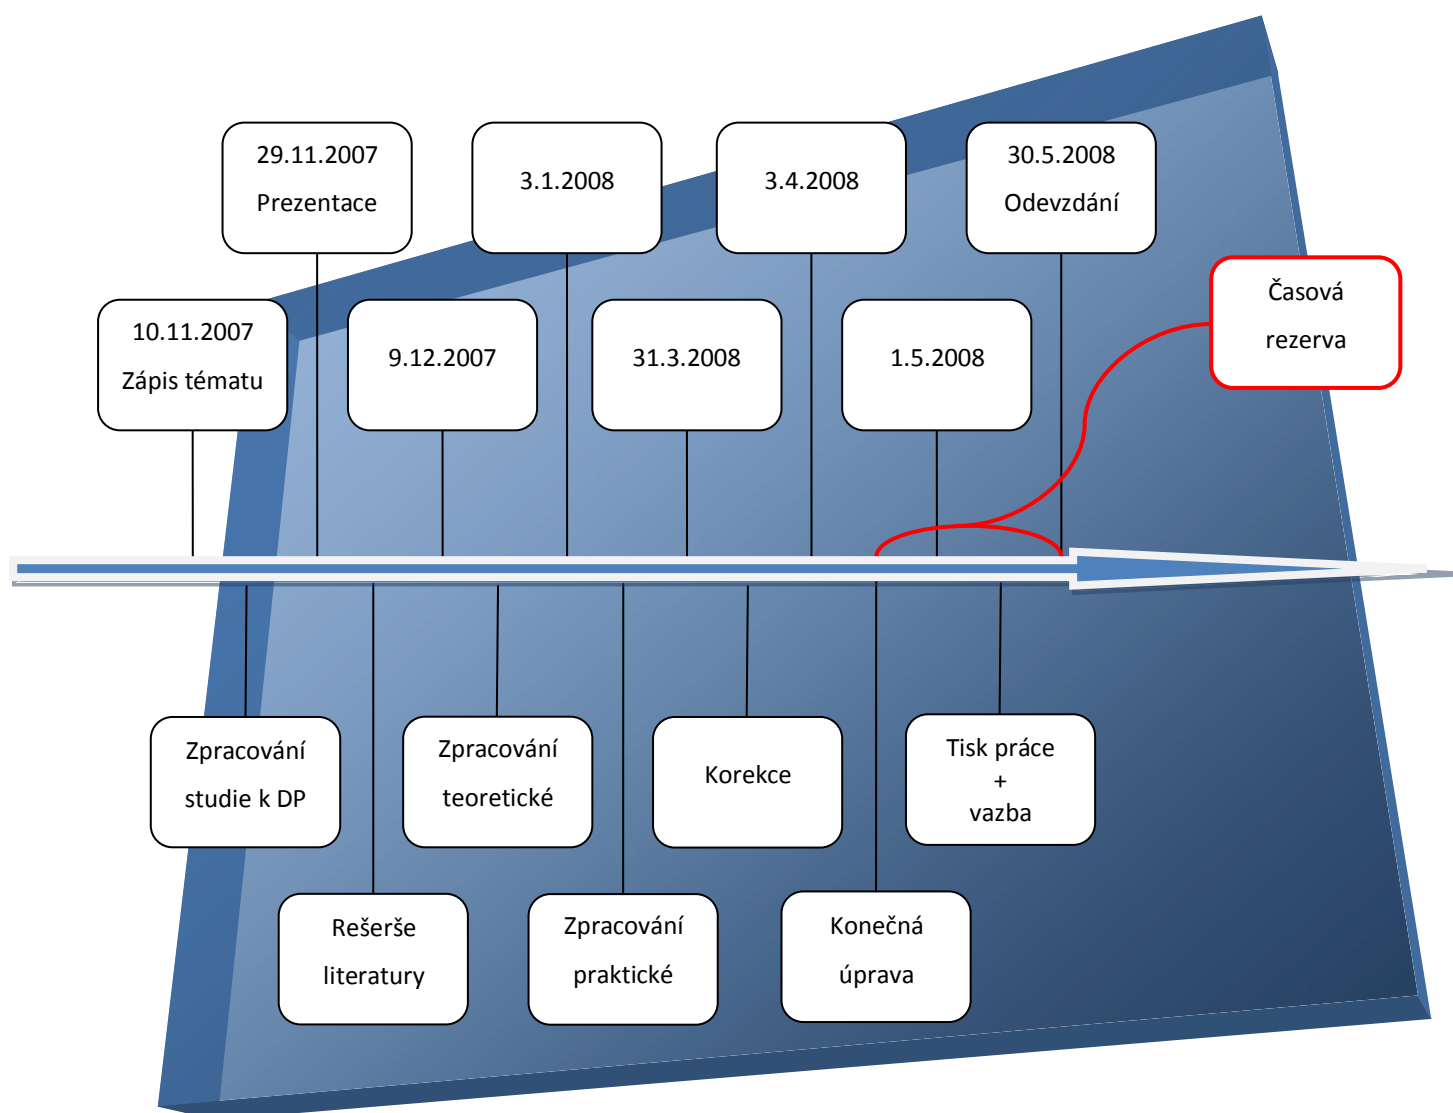 29.11.2007
Prezentace
3.1.2008
3.4.2008
30.5.2008
Odevzdání
10.11.2007
Zápis tématu
9.12.2007
31.3.2008
1.5.2008
Časová
rezerva
Zpracování
studie k DP
Zpracování
teoretické
Korekce
Tisk práce
+
vazba
Rešerše
literatury
Zpracování
praktické
Konečná
úprava